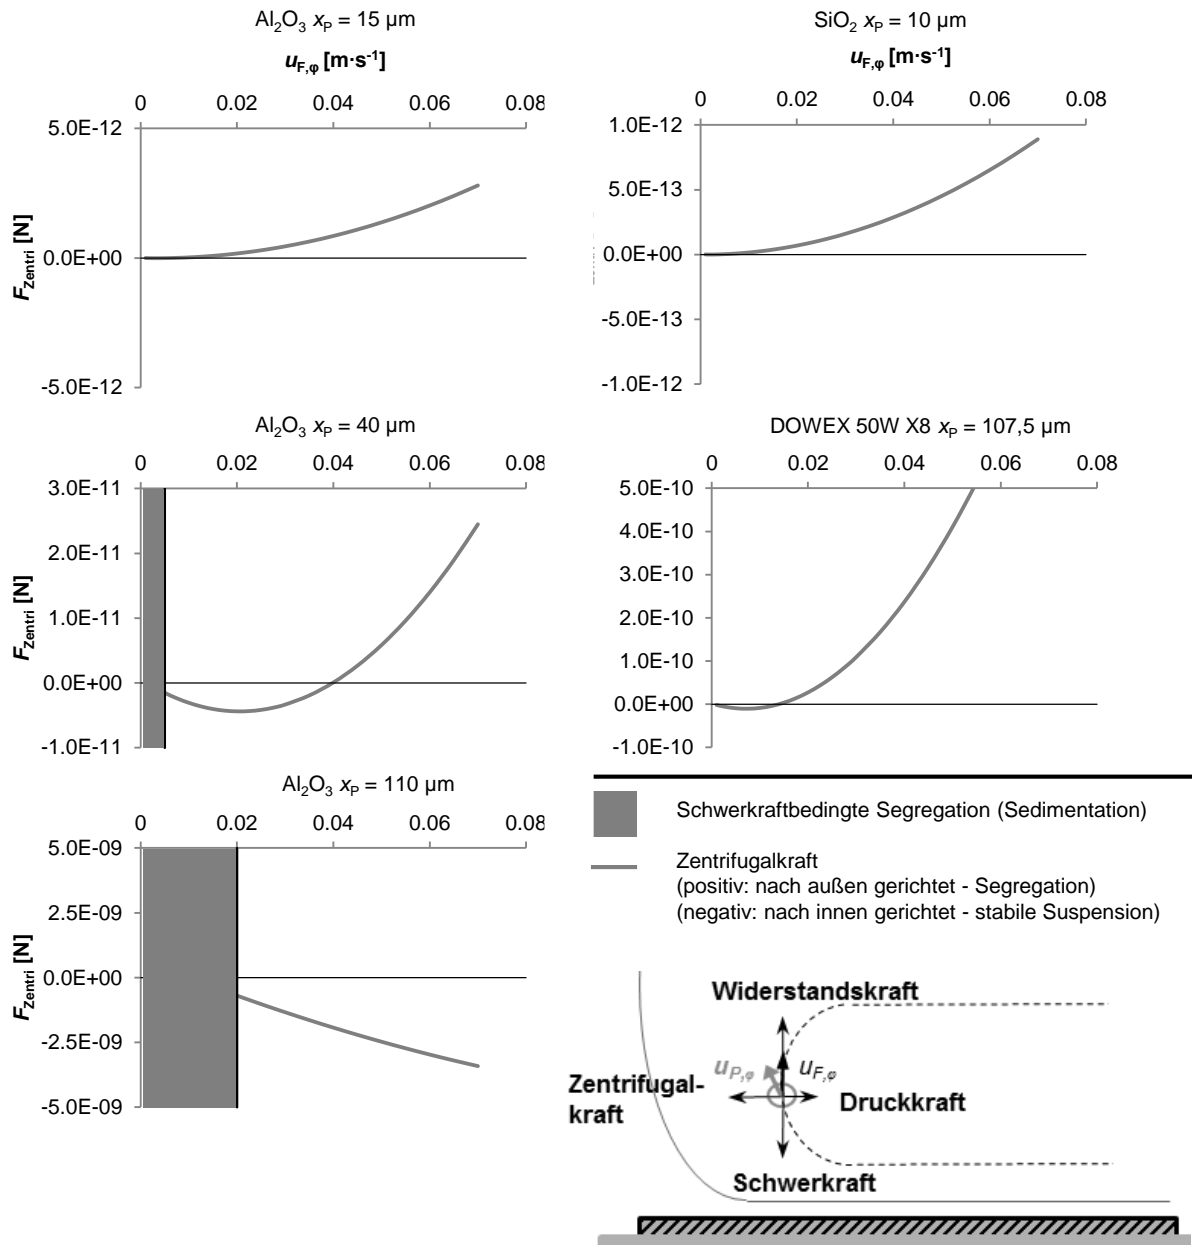 Al₂O₃ xP = 15 µm
uF,φ [m·s⁻¹]
0 0.02 0.04 0.06 0.08
5.0E-12
0.0E+00
-5.0E-12
FZentri [N]
SiO₂ xP = 10 µm
uF,φ [m·s⁻¹]
0 0.02 0.04 0.06 0.08
1.0E-12
5.0E-13
0.0E+00
-5.0E-13
-1.0E-12
Al₂O₃ xP = 40 µm
0 0.02 0.04 0.06 0.08
3.0E-11
2.0E-11
1.0E-11
0.0E+00
-1.0E-11
FZentri [N]
DOWEX 50W X8 xP = 107,5 µm
0 0.02 0.04 0.06 0.08
5.0E-10
4.0E-10
3.0E-10
2.0E-10
1.0E-10
0.0E+00
-1.0E-10
Al₂O₃ xP = 110 µm
0 0.02 0.04 0.06 0.08
5.0E-09
2.5E-09
0.0E+00
-2.5E-09
-5.0E-09
FZentri [N]
Schwerkraftbedingte Segregation (Sedimentation)
Zentrifugalkraft
(positiv: nach außen gerichtet - Segregation)
(negativ: nach innen gerichtet - stabile Suspension)
Widerstandskraft
uP,φ uF,φ
Zentrifugal-
kraft
Druckkraft
Schwerkraft